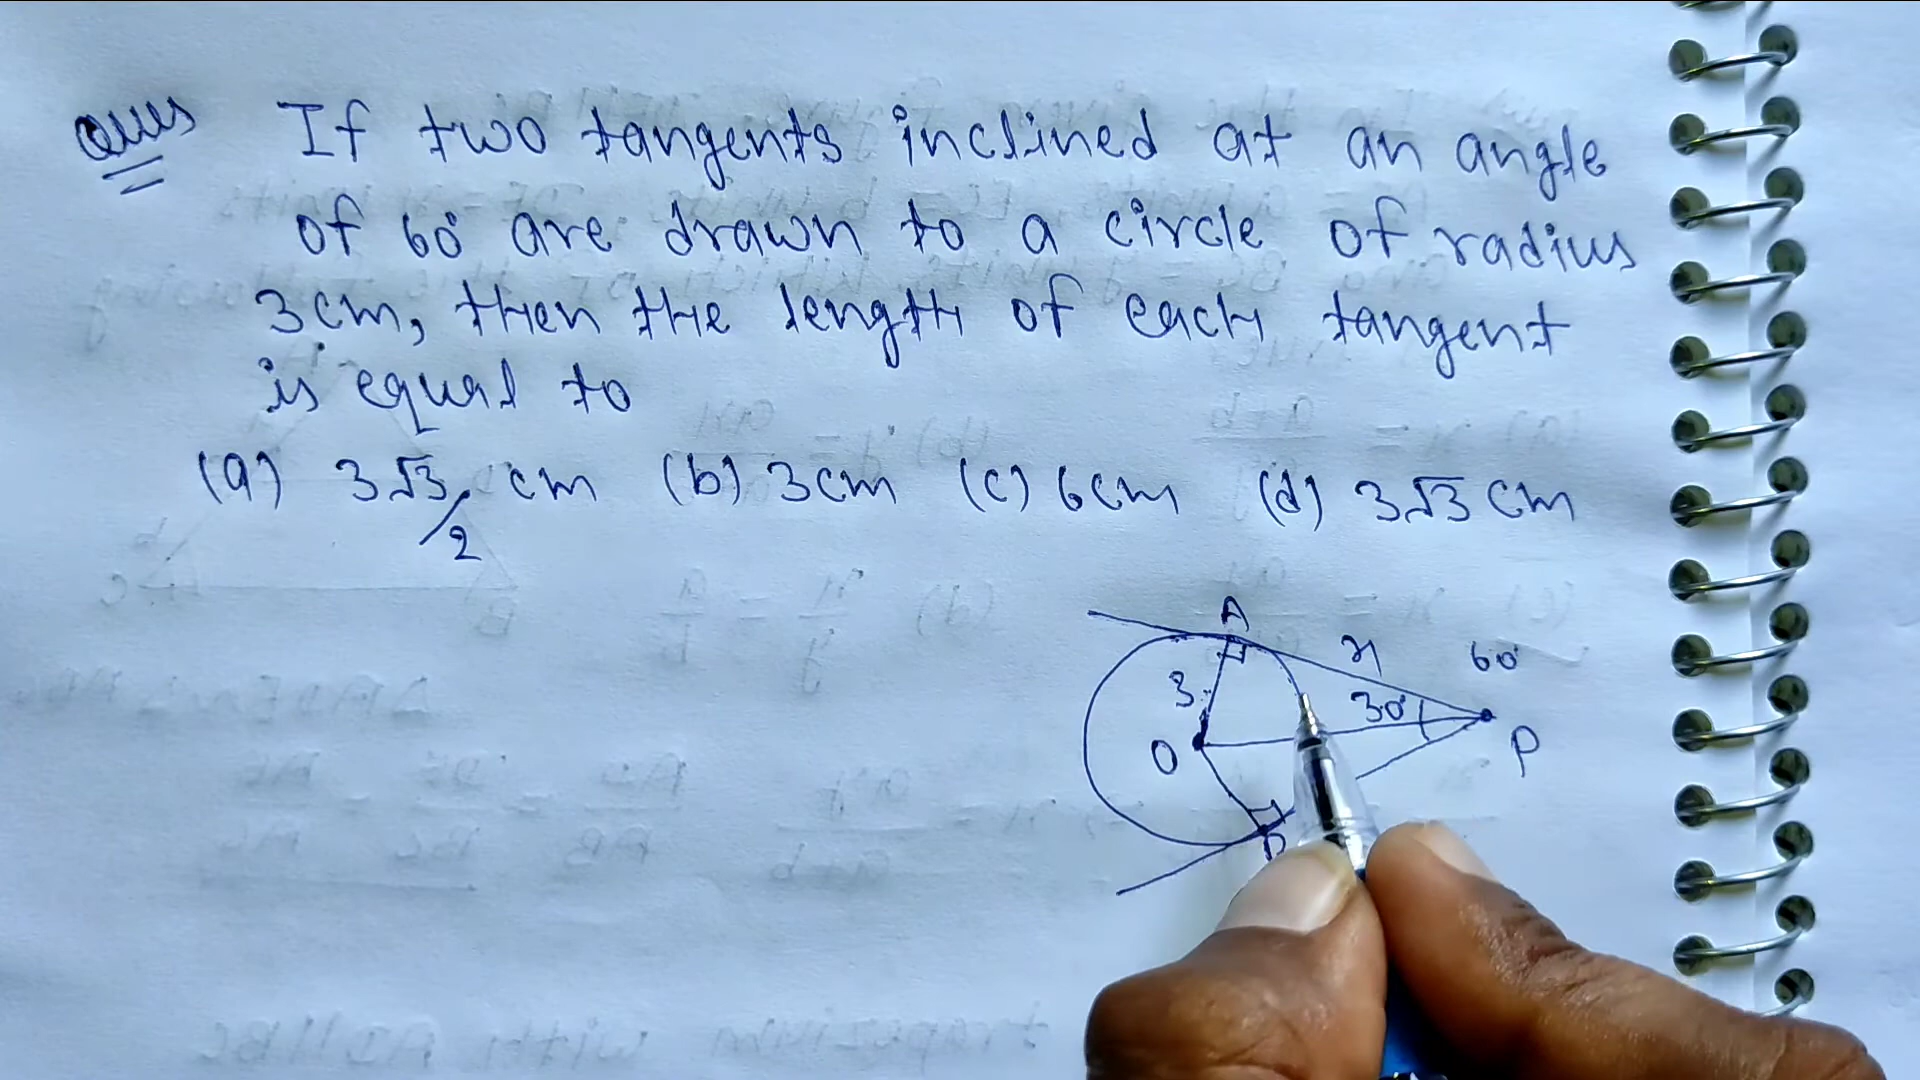 Ques If two tangents inclined at an angle
of 60° are drawn to a circle of radius
3cm, then the length of each tangent
is equal to
(a) 3√3/2 cm (b) 3cm (c) 6cm (d) 3√3 cm
A
x 60°
3 30°
O P